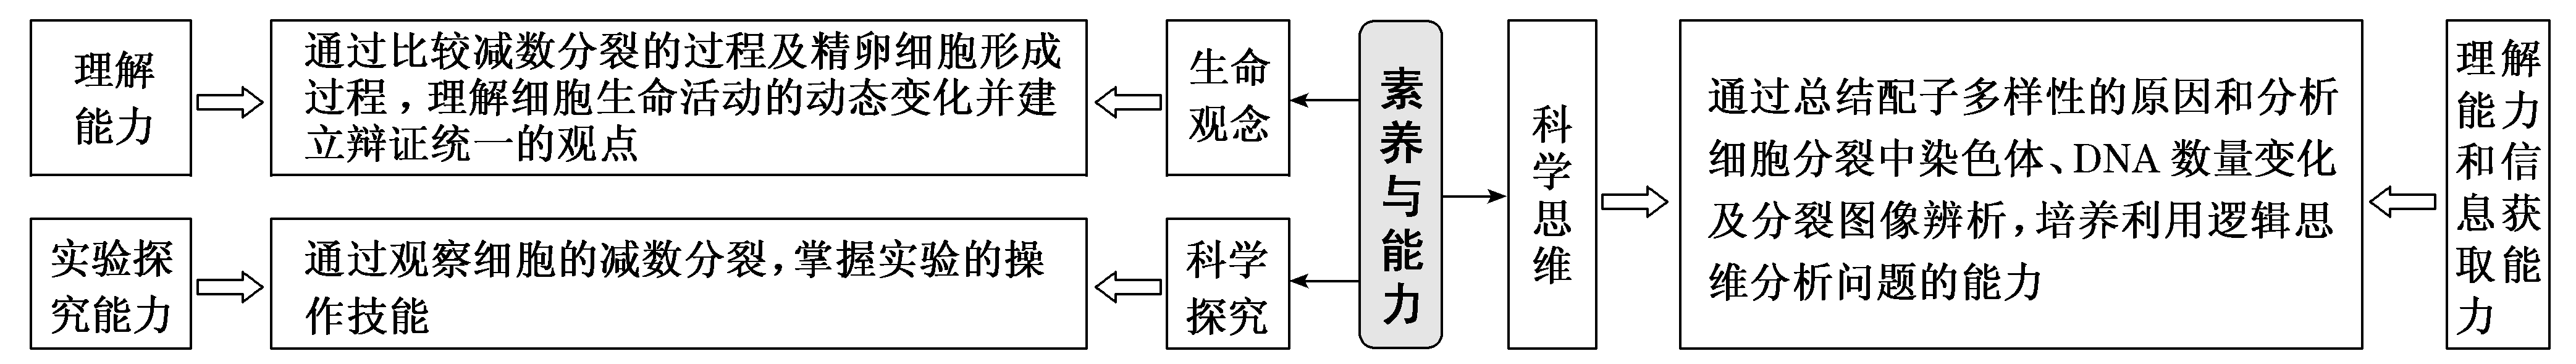 理解
能力
通过比较减数分裂的过程及精卵细胞形成
过程，理解细胞生命活动的动态变化并建
立辩证统一的观点
生命
观念
实验探
究能力
通过观察细胞的减数分裂，掌握实验的操
作技能
科学
探究
素养与能力
科学思维
通过总结配子多样性的原因和分析
细胞分裂中染色体、DNA 数量变化
及分裂图像辨析，培养利用逻辑思
维分析问题的能力
理解
能力
和信
息获
取能
力